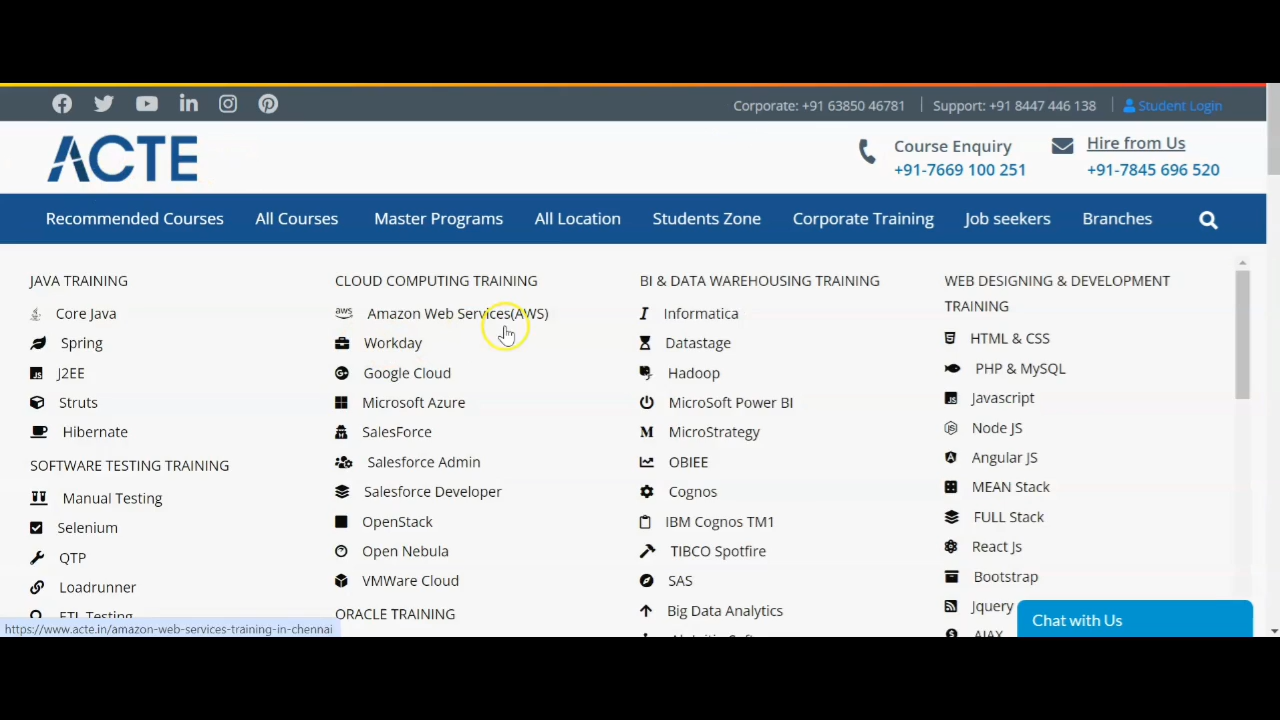 Corporate: +91 63850 46781
Support: +91 8447 446 138
Student Login
ACTE
Course Enquiry
+91-7669 100 251
Hire from Us
+91-7845 696 520
Recommended Courses
All Courses
Master Programs
All Location
Students Zone
Corporate Training
Job seekers
Branches
JAVA TRAINING
Core Java
Spring
J2EE
Struts
Hibernate
SOFTWARE TESTING TRAINING
Manual Testing
Selenium
QTP
Loadrunner
ETL Testing
CLOUD COMPUTING TRAINING
aws Amazon Web Services(AWS)
Workday
Google Cloud
Microsoft Azure
SalesForce
Salesforce Admin
Salesforce Developer
OpenStack
Open Nebula
VMWare Cloud
ORACLE TRAINING
BI & DATA WAREHOUSING TRAINING
Informatica
Datastage
Hadoop
MicroSoft Power BI
MicroStrategy
OBIEE
Cognos
IBM Cognos TM1
TIBCO Spotfire
SAS
Big Data Analytics
WEB DESIGNING & DEVELOPMENT
TRAINING
HTML & CSS
PHP & MySQL
Javascript
Node JS
Angular JS
MEAN Stack
FULL Stack
React Js
Bootstrap
Jquery
AJAX
Chat with Us
https://www.acte.in/amazon-web-services-training-in-chennai